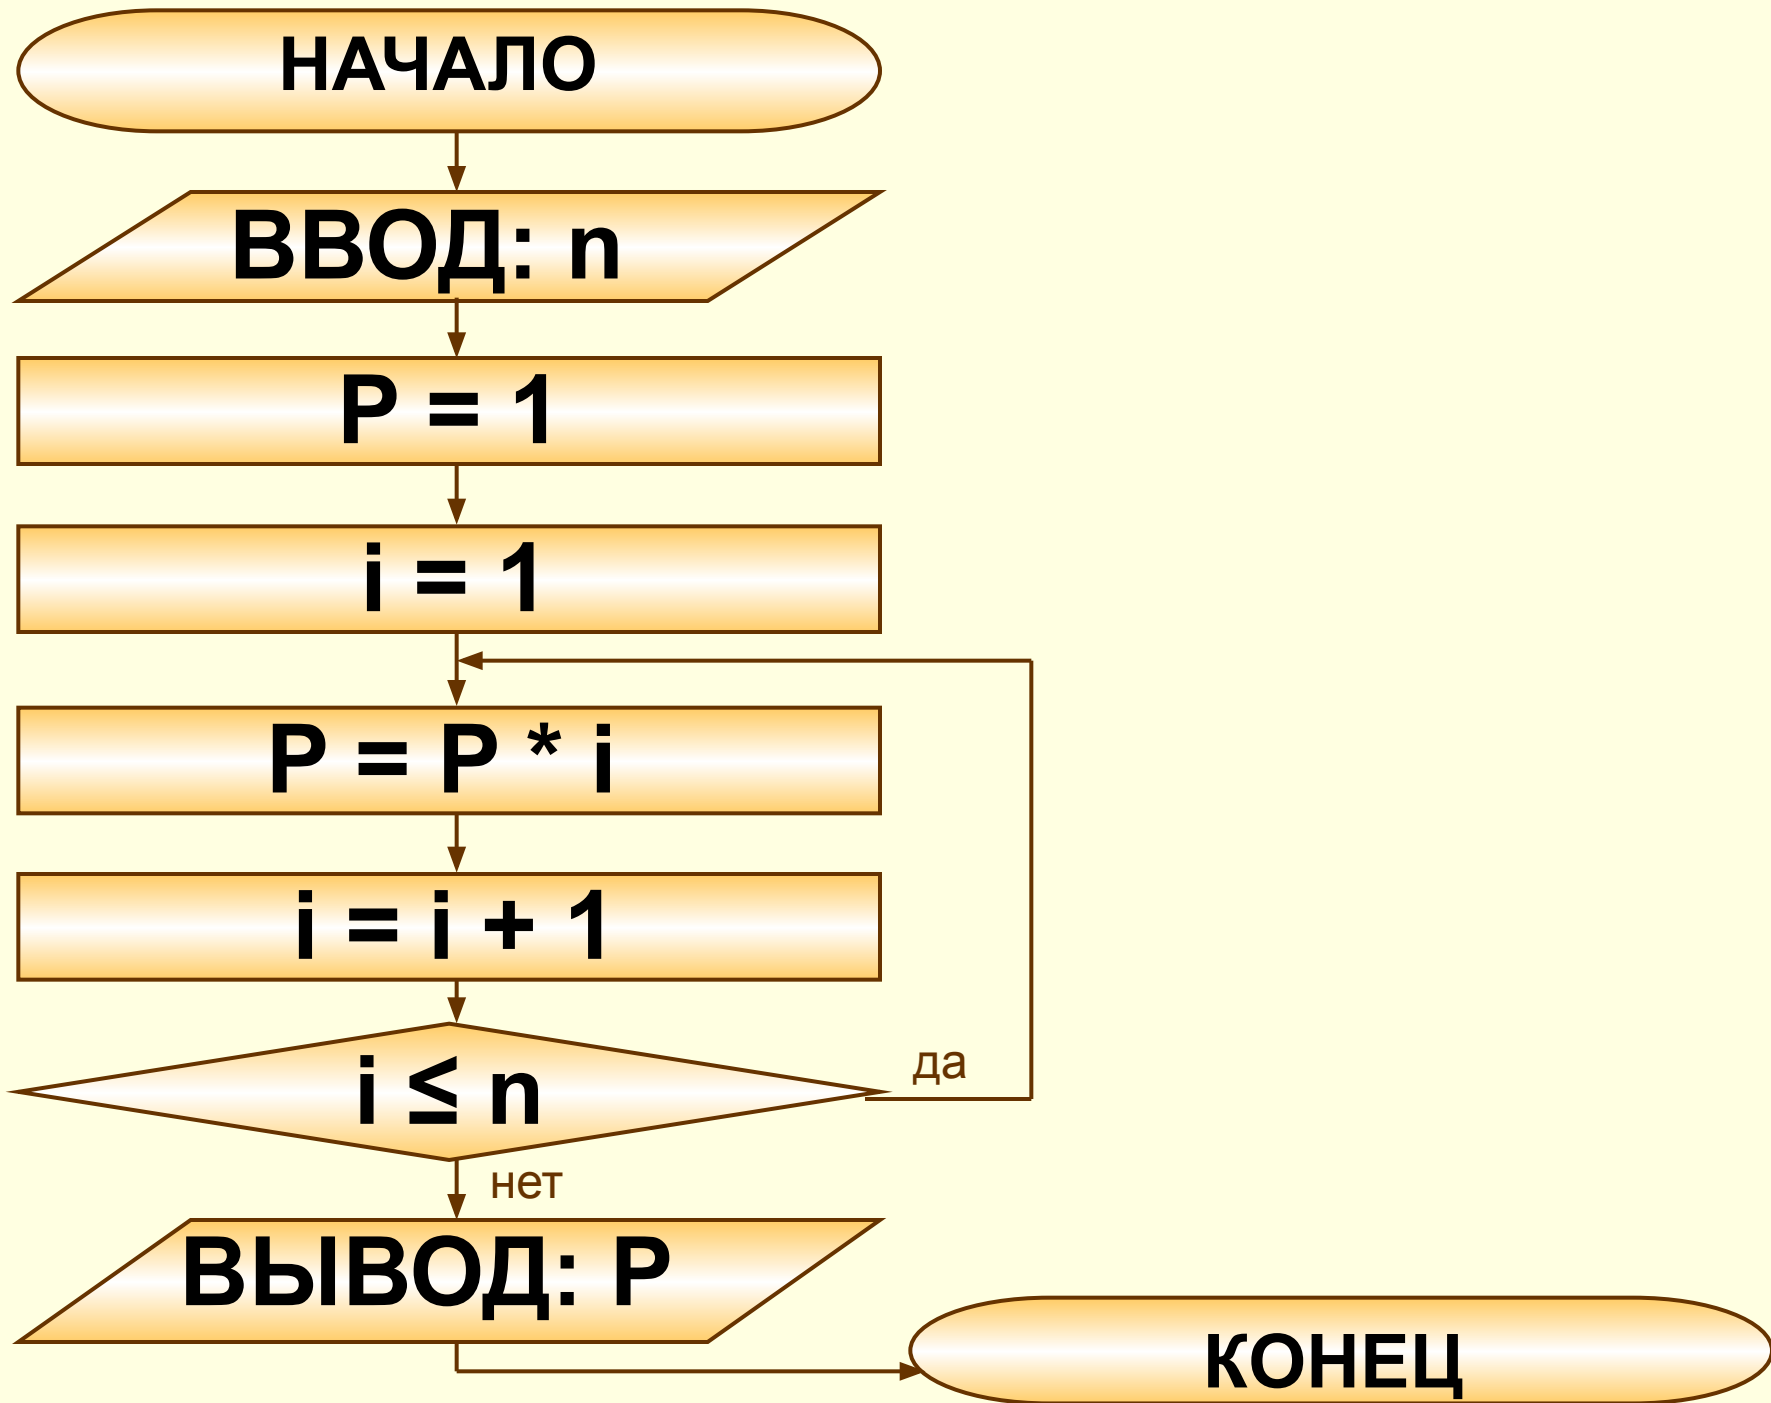 НАЧАЛО
ВВОД: n
P = 1
i = 1
P = P * i
i = i + 1
i ≤ n
да
нет
ВЫВОД: P
КОНЕЦ